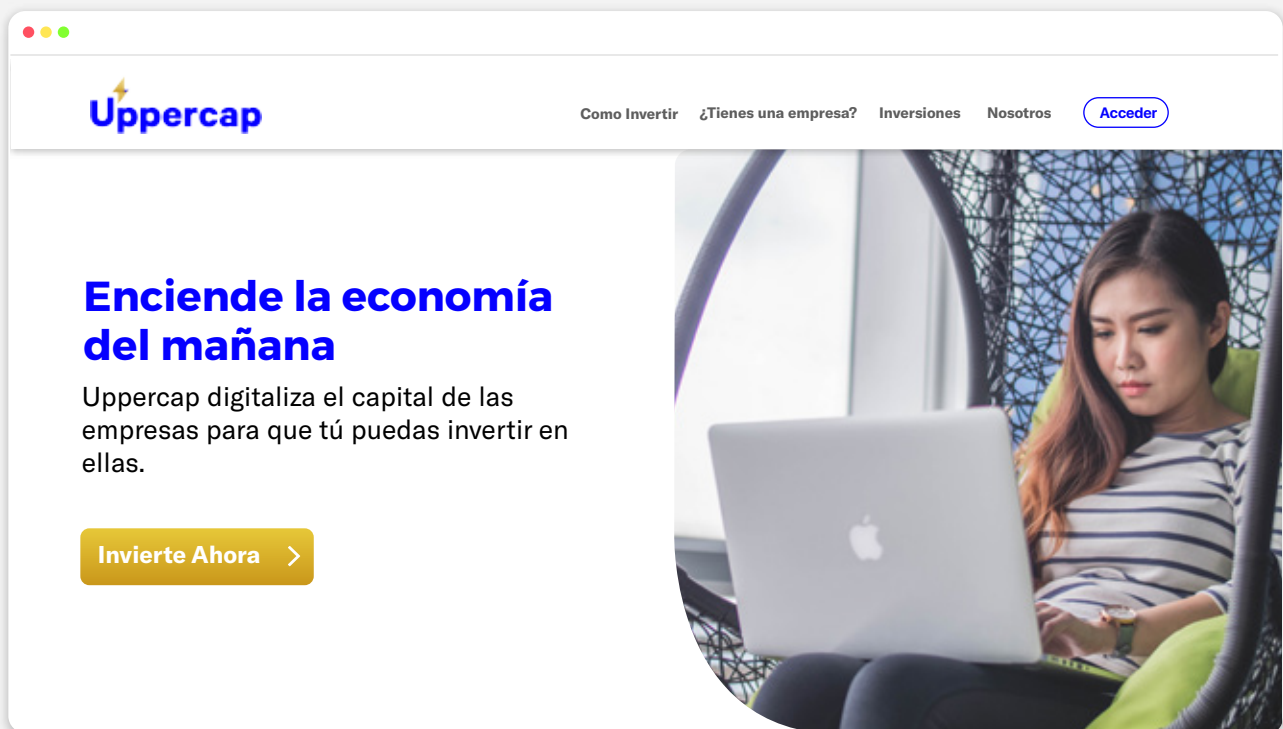 Uppercap
Como Invertir ¿Tienes una empresa? Inversiones Nosotros Acceder
Enciende la economía
del mañana
Uppercap digitaliza el capital de las
empresas para que tú puedas invertir en
ellas.
Invierte Ahora